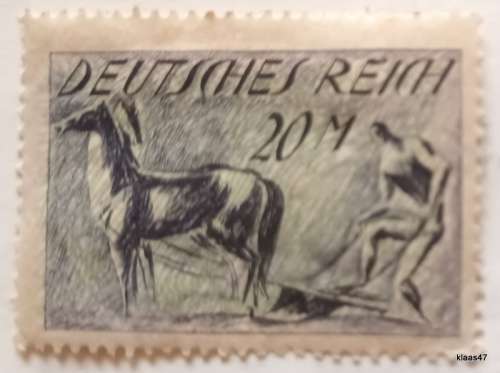 DEUTSCHES REICH
20 M
klaas47